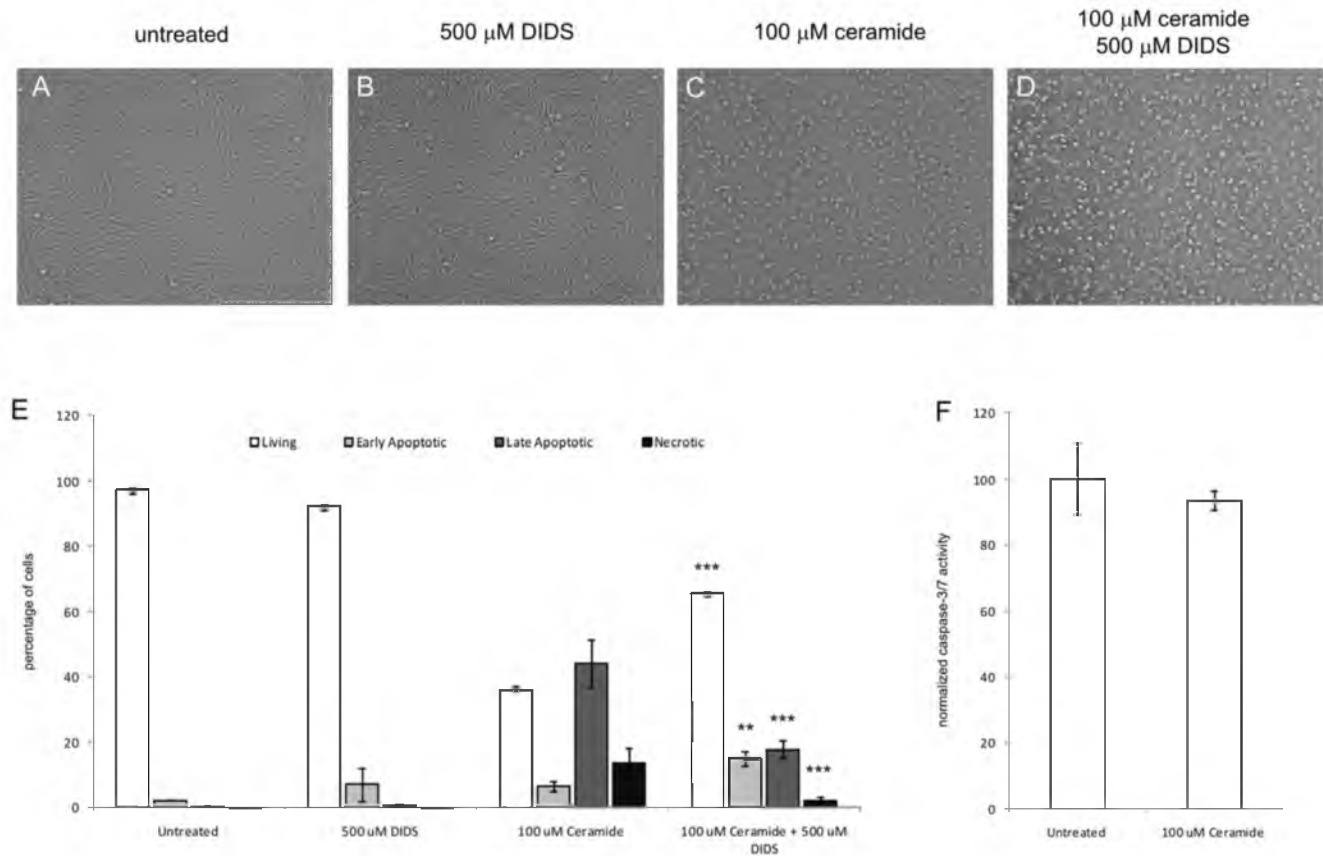 untreated
500 μM DIDS
100 μM ceramide
100 μM ceramide
500 μM DIDS
A
B
C
D
E
120
100
80
60
40
20
0
percentage of cells
Living
Early Apoptotic
Late Apoptotic
Necrotic
***
**
***
***
Untreated
500 uM DIDS
100 uM Ceramide
100 uM Ceramide + 500 uM
DIDS
F
120
100
80
60
40
20
0
normalized caspase-3/7 activity
Untreated
100 uM Ceramide